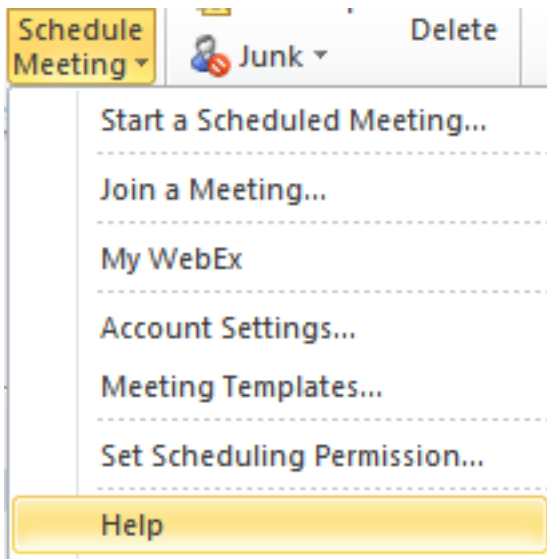 Schedule
Meeting
Junk
Delete
Start a Scheduled Meeting...
Join a Meeting...
My WebEx
Account Settings...
Meeting Templates...
Set Scheduling Permission...
Help